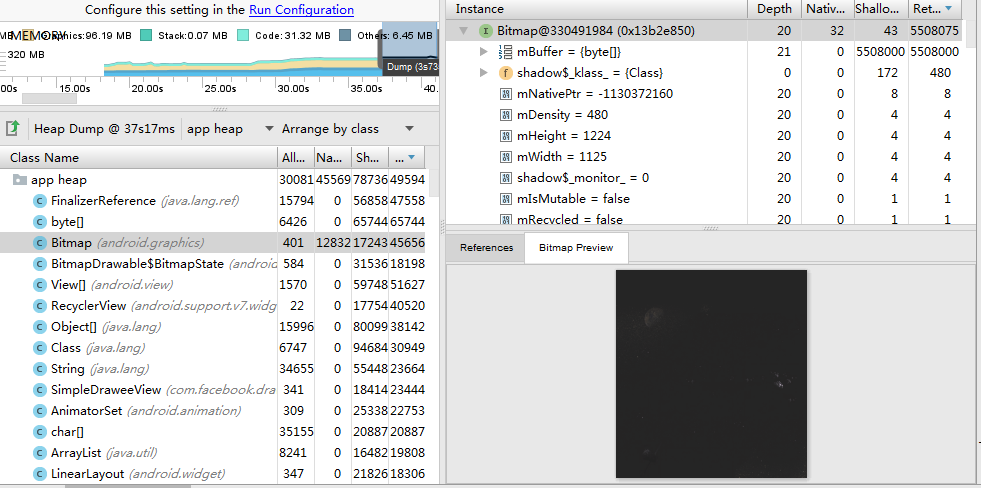 Configure this setting in the Run Configuration
MEMORY
Graphics:96.19 MB Stack:0.07 MB Code:31.32 MB Others: 6.45 MB
320 MB
Dump (3s73
15.00s 20.00s 25.00s 30.00s 35.00s 40.
Heap Dump @ 37s17ms app heap Arrange by class
Class Name All... Na... Sh... ...
app heap 30081 45569 78736 49594
FinalizerReference (java.lang.ref) 15794 0 56858 47558
byte[] 6426 0 65744 65744
Bitmap (android.graphics) 401 12832 17243 45656
BitmapDrawable$BitmapState (android 584 0 31536 18198
View[] (android.view) 1570 0 59748 51627
RecyclerView (android.support.v7.widg 22 0 17754 40520
Object[] (java.lang) 15996 0 80099 38142
Class (java.lang) 6747 0 94684 30949
String (java.lang) 34655 0 55448 23664
SimpleDraweeView (com.facebook.dra 341 0 18414 23444
AnimatorSet (android.animation) 309 0 25338 22753
char[] 35155 0 20887 20887
ArrayList (java.util) 8241 0 16482 19808
LinearLayout (android.widget) 347 0 21826 18306
Instance Depth Nativ... Shallo... Ret...
Bitmap@330491984 (0x13b2e850) 20 32 43 5508075
mBuffer = {byte[]} 21 0 5508000 5508000
shadow$_klass_ = {Class} 0 0 172 480
mNativePtr = -1130372160 20 0 8 8
mDensity = 480 20 0 4 4
mHeight = 1224 20 0 4 4
mWidth = 1125 20 0 4 4
shadow$_monitor_ = 0 20 0 4 4
mIsMutable = false 20 0 1 1
mRecycled = false 20 0 1 1
References Bitmap Preview